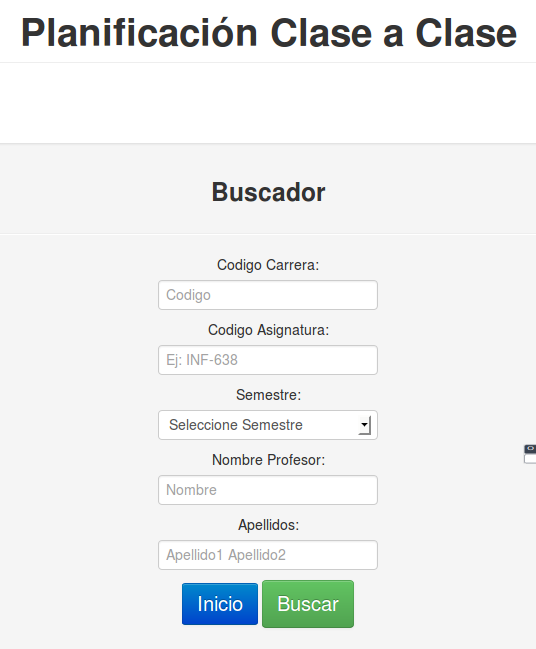 Planificación Clase a Clase
Buscador
Codigo Carrera:
Codigo
Codigo Asignatura:
Ej: INF-638
Semestre:
Seleccione Semestre
Nombre Profesor:
Nombre
Apellidos:
Apellido1 Apellido2
Inicio Buscar